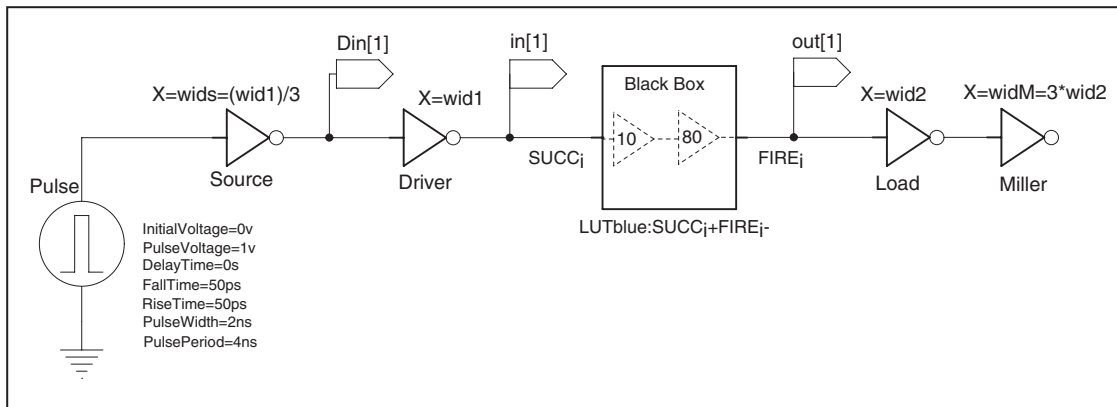 Din[1]
in[1]
out[1]
X=wids=(wid1)/3
X=wid1
Black Box
X=wid2
X=widM=3*wid2
10
80
SUCCi
FIREi
Source
Driver
Load
Miller
LUTblue:SUCCi+FIREi-
Pulse
InitialVoltage=0v
PulseVoltage=1v
DelayTime=0s
FallTime=50ps
RiseTime=50ps
PulseWidth=2ns
PulsePeriod=4ns